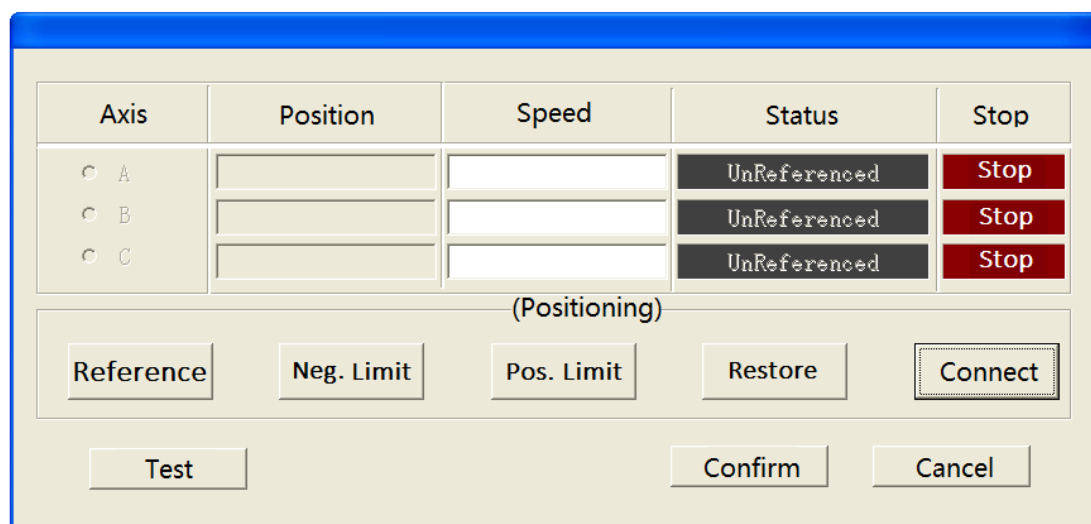 Axis Position Speed Status Stop
A UnReferenced Stop
B UnReferenced Stop
C UnReferenced Stop
(Positioning)
Reference Neg. Limit Pos. Limit Restore Connect
Test Confirm Cancel